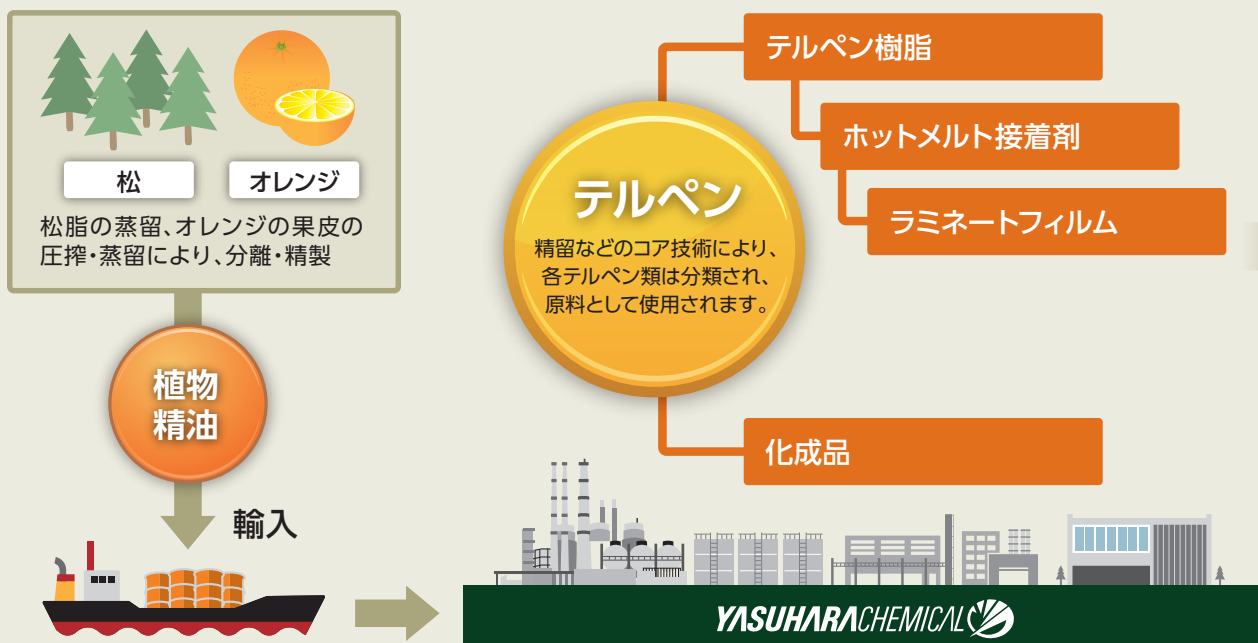 松
オレンジ
松脂の蒸留、オレンジの果皮の
圧搾・蒸留により、分離・精製
植物
精油
輸入
テルペン
精留などのコア技術により、
各テルペン類は分類され、
原料として使用されます。
テルペン樹脂
ホットメルト接着剤
ラミネートフィルム
化成品
YASUHARACHEMICAL